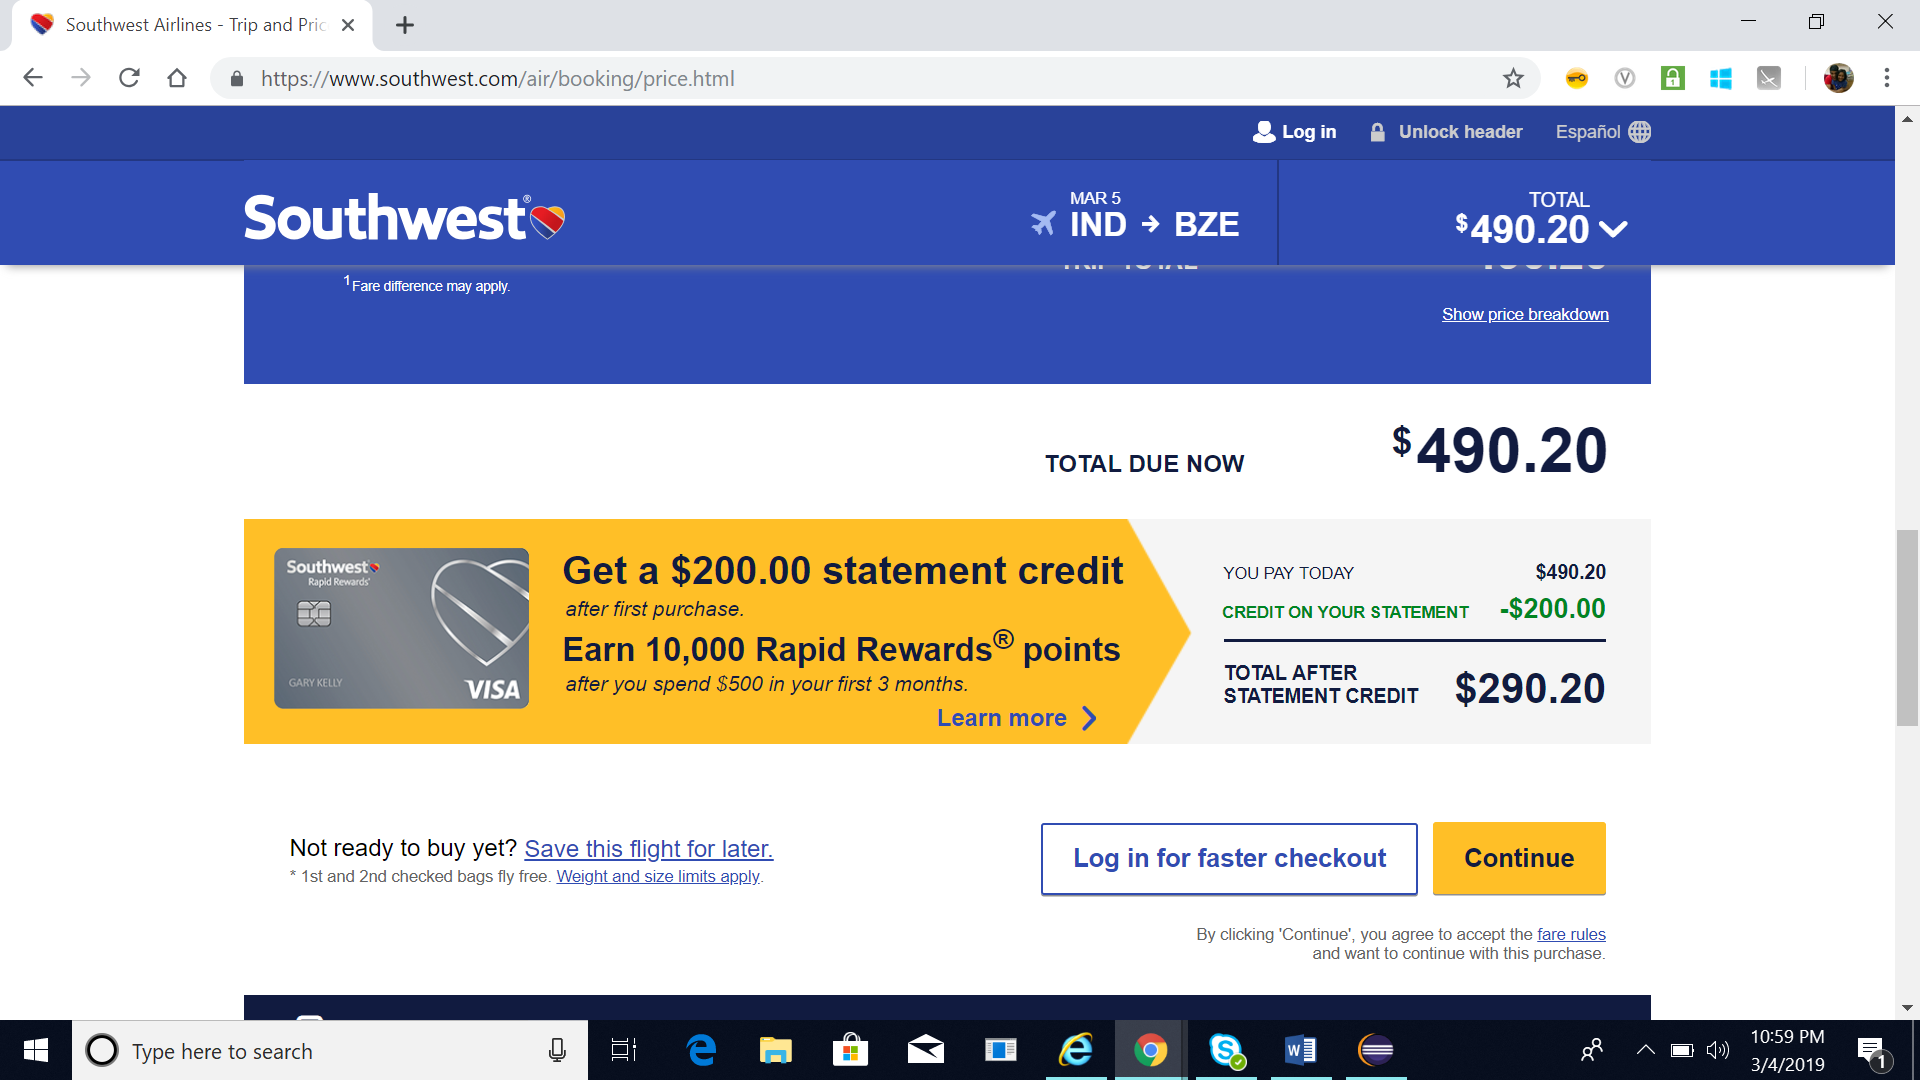 Southwest Airlines - Trip and Pric
https://www.southwest.com/air/booking/price.html
Log in
Unlock header
Español
Southwest®
MAR 5
IND → BZE
TOTAL
$490.20
1 Fare difference may apply.
Show price breakdown
TOTAL DUE NOW
$490.20
Southwest
Rapid Rewards®
GARY KELLY
VISA
Get a $200.00 statement credit
after first purchase.
Earn 10,000 Rapid Rewards® points
after you spend $500 in your first 3 months.
Learn more
YOU PAY TODAY $490.20
CREDIT ON YOUR STATEMENT -$200.00
TOTAL AFTER
STATEMENT CREDIT
$290.20
Not ready to buy yet? Save this flight for later.
* 1st and 2nd checked bags fly free. Weight and size limits apply.
Log in for faster checkout
Continue
By clicking 'Continue', you agree to accept the fare rules
and want to continue with this purchase.
Type here to search
10:59 PM
3/4/2019
1